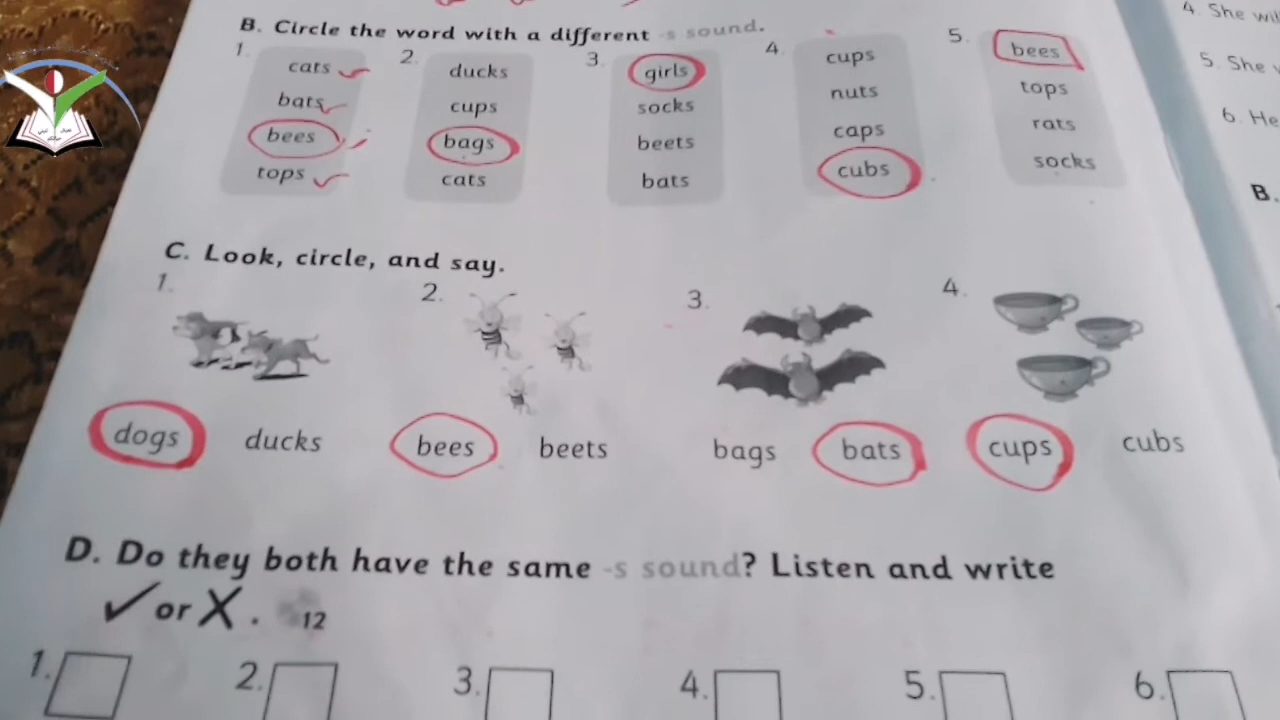 B. Circle the word with a different -s sound.
1. cats bats bees tops
2. ducks cups bags cats
3. girls socks beets bats
4. cups nuts caps cubs
5. bees tops rats socks
C. Look, circle, and say.
1. 2. 3. 4.
dogs ducks bees beets bags bats cups cubs
D. Do they both have the same -s sound? Listen and write
✓ or X. 12
1. 2. 3. 4. 5. 6.
4. She
5. She
6. He
B.